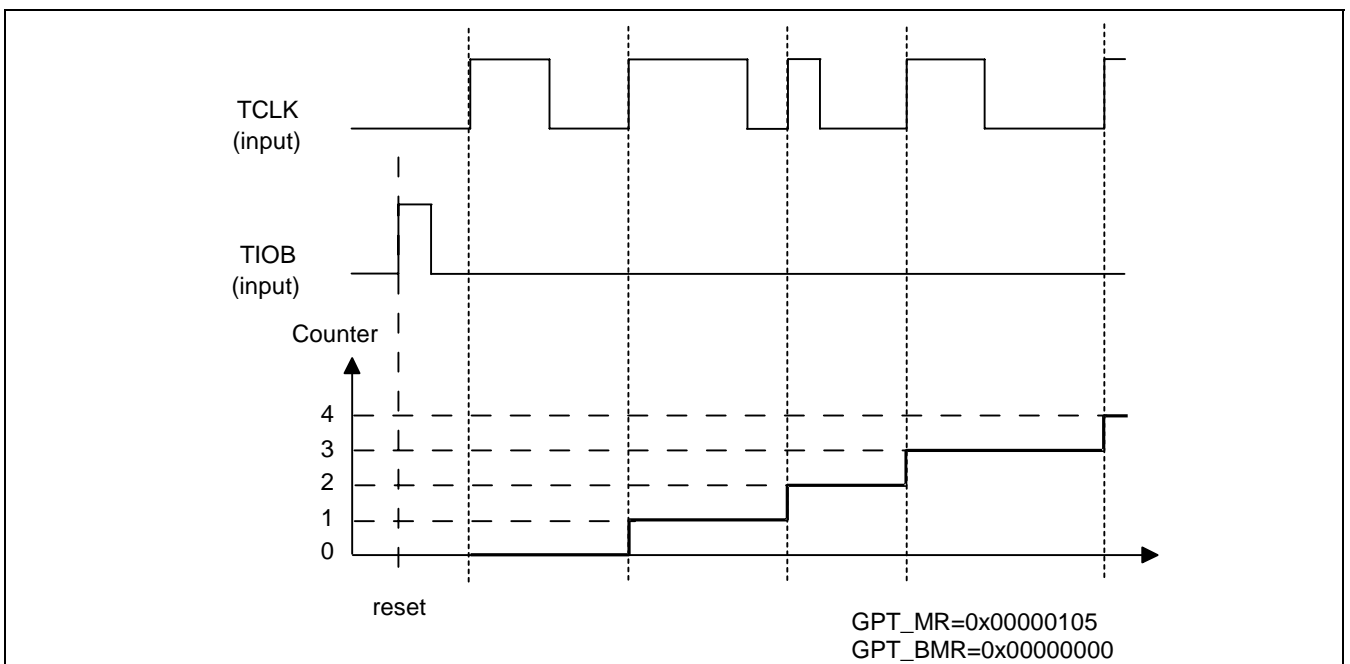 TCLK
(input)
TIOB
(input)
Counter
4
3
2
1
0
reset
GPT_MR=0x00000105
GPT_BMR=0x00000000